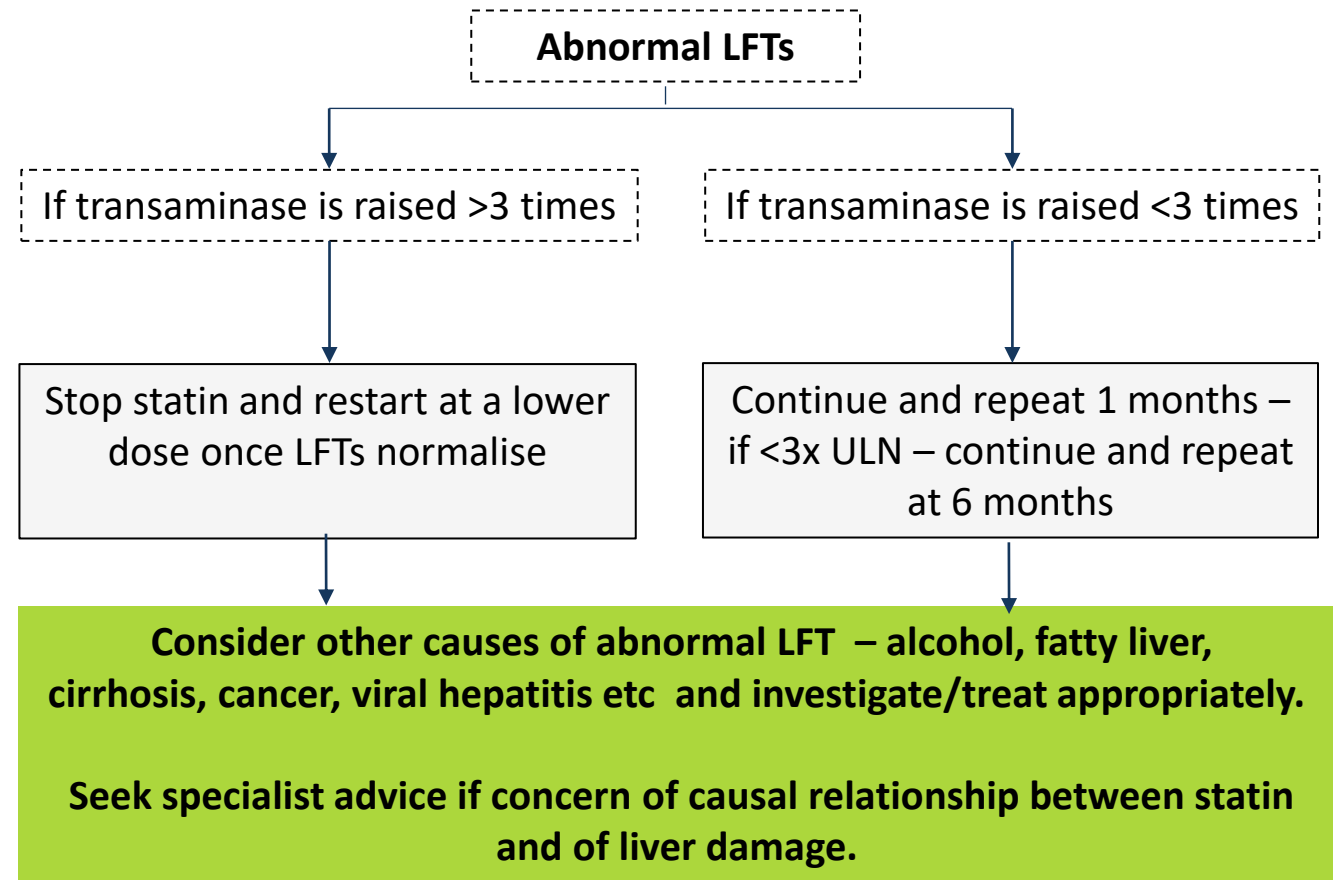 Abnormal LFTs
If transaminase is raised >3 times
If transaminase is raised <3 times
Stop statin and restart at a lower
dose once LFTs normalise
Continue and repeat 1 months –
if <3x ULN – continue and repeat
at 6 months
Consider other causes of abnormal LFT – alcohol, fatty liver,
cirrhosis, cancer, viral hepatitis etc and investigate/treat appropriately.
Seek specialist advice if concern of causal relationship between statin
and of liver damage.